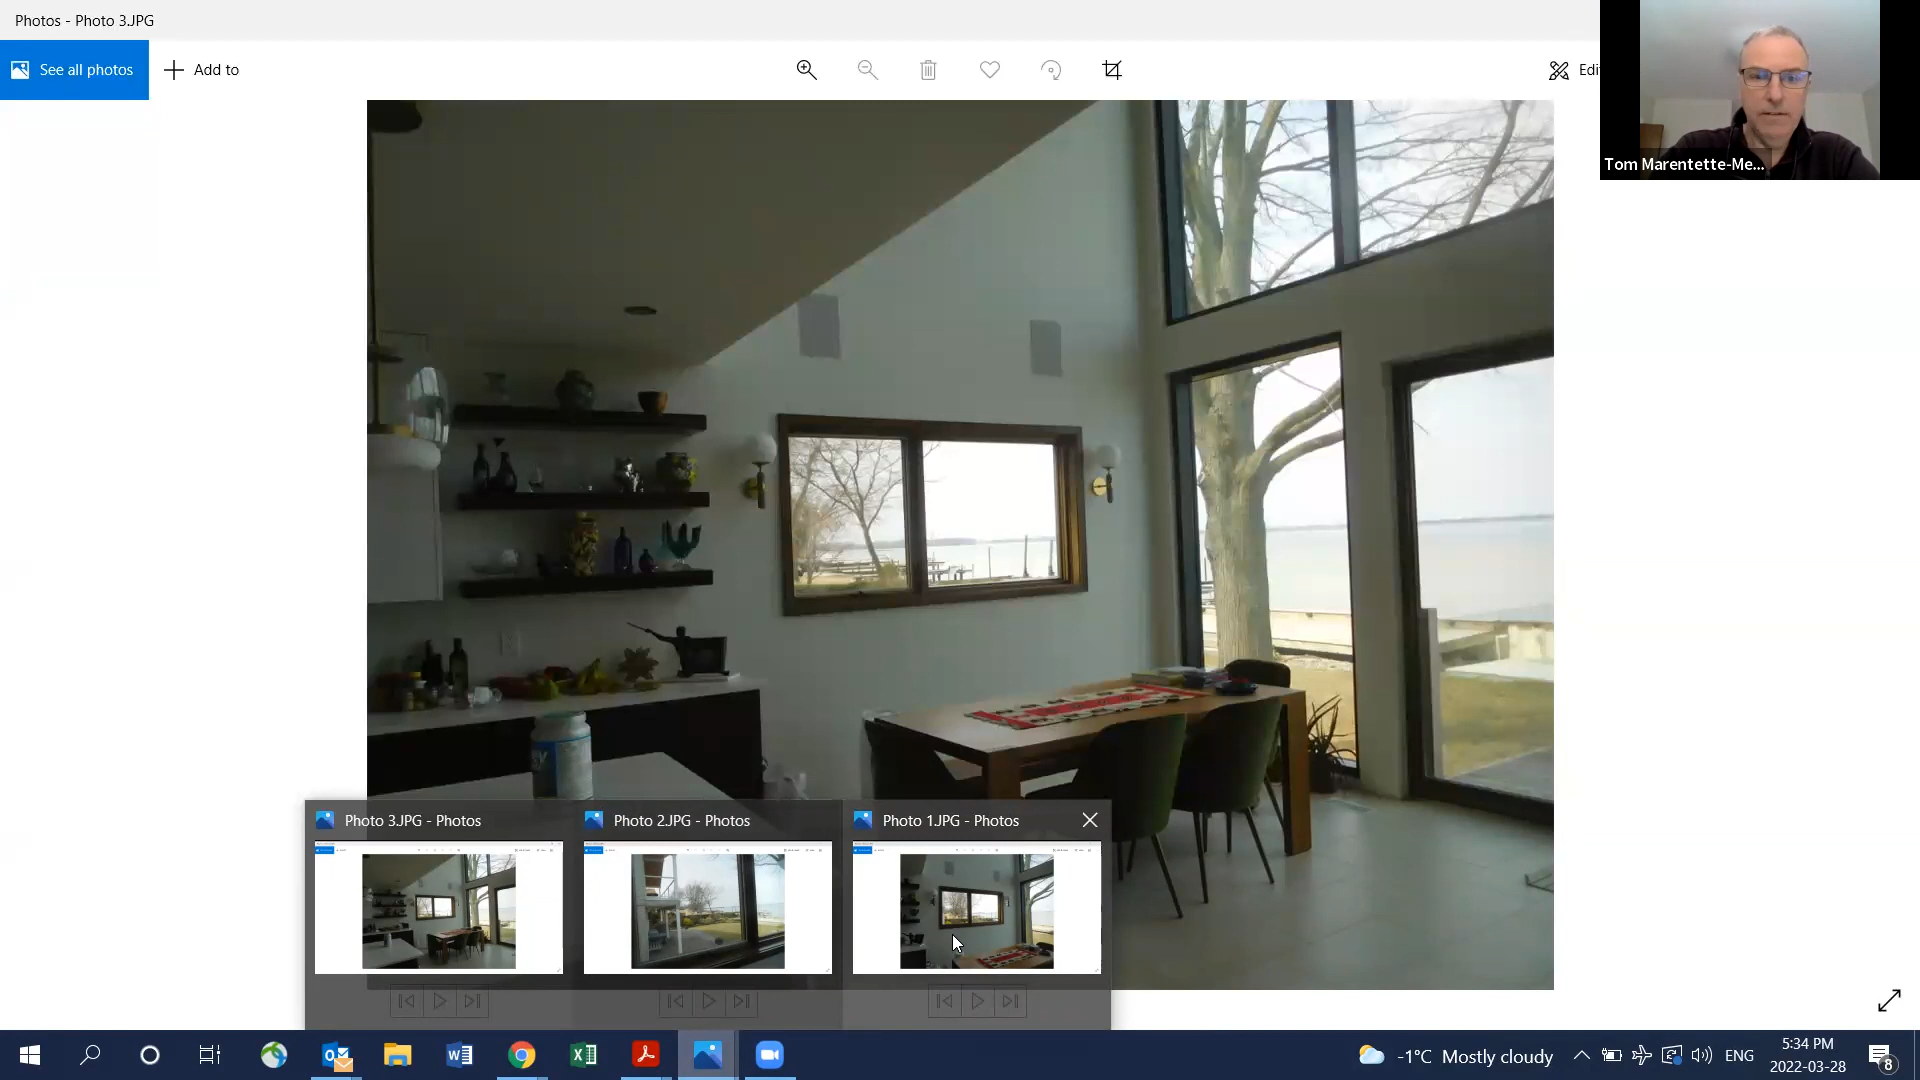 Photos - Photo 3.JPG
See all photos
Add to
Edi
Tom Marentette-Me...
Photo 3.JPG - Photos
Photo 2.JPG - Photos
Photo 1.JPG - Photos
-1°C Mostly cloudy
ENG
5:34 PM
2022-03-28
8